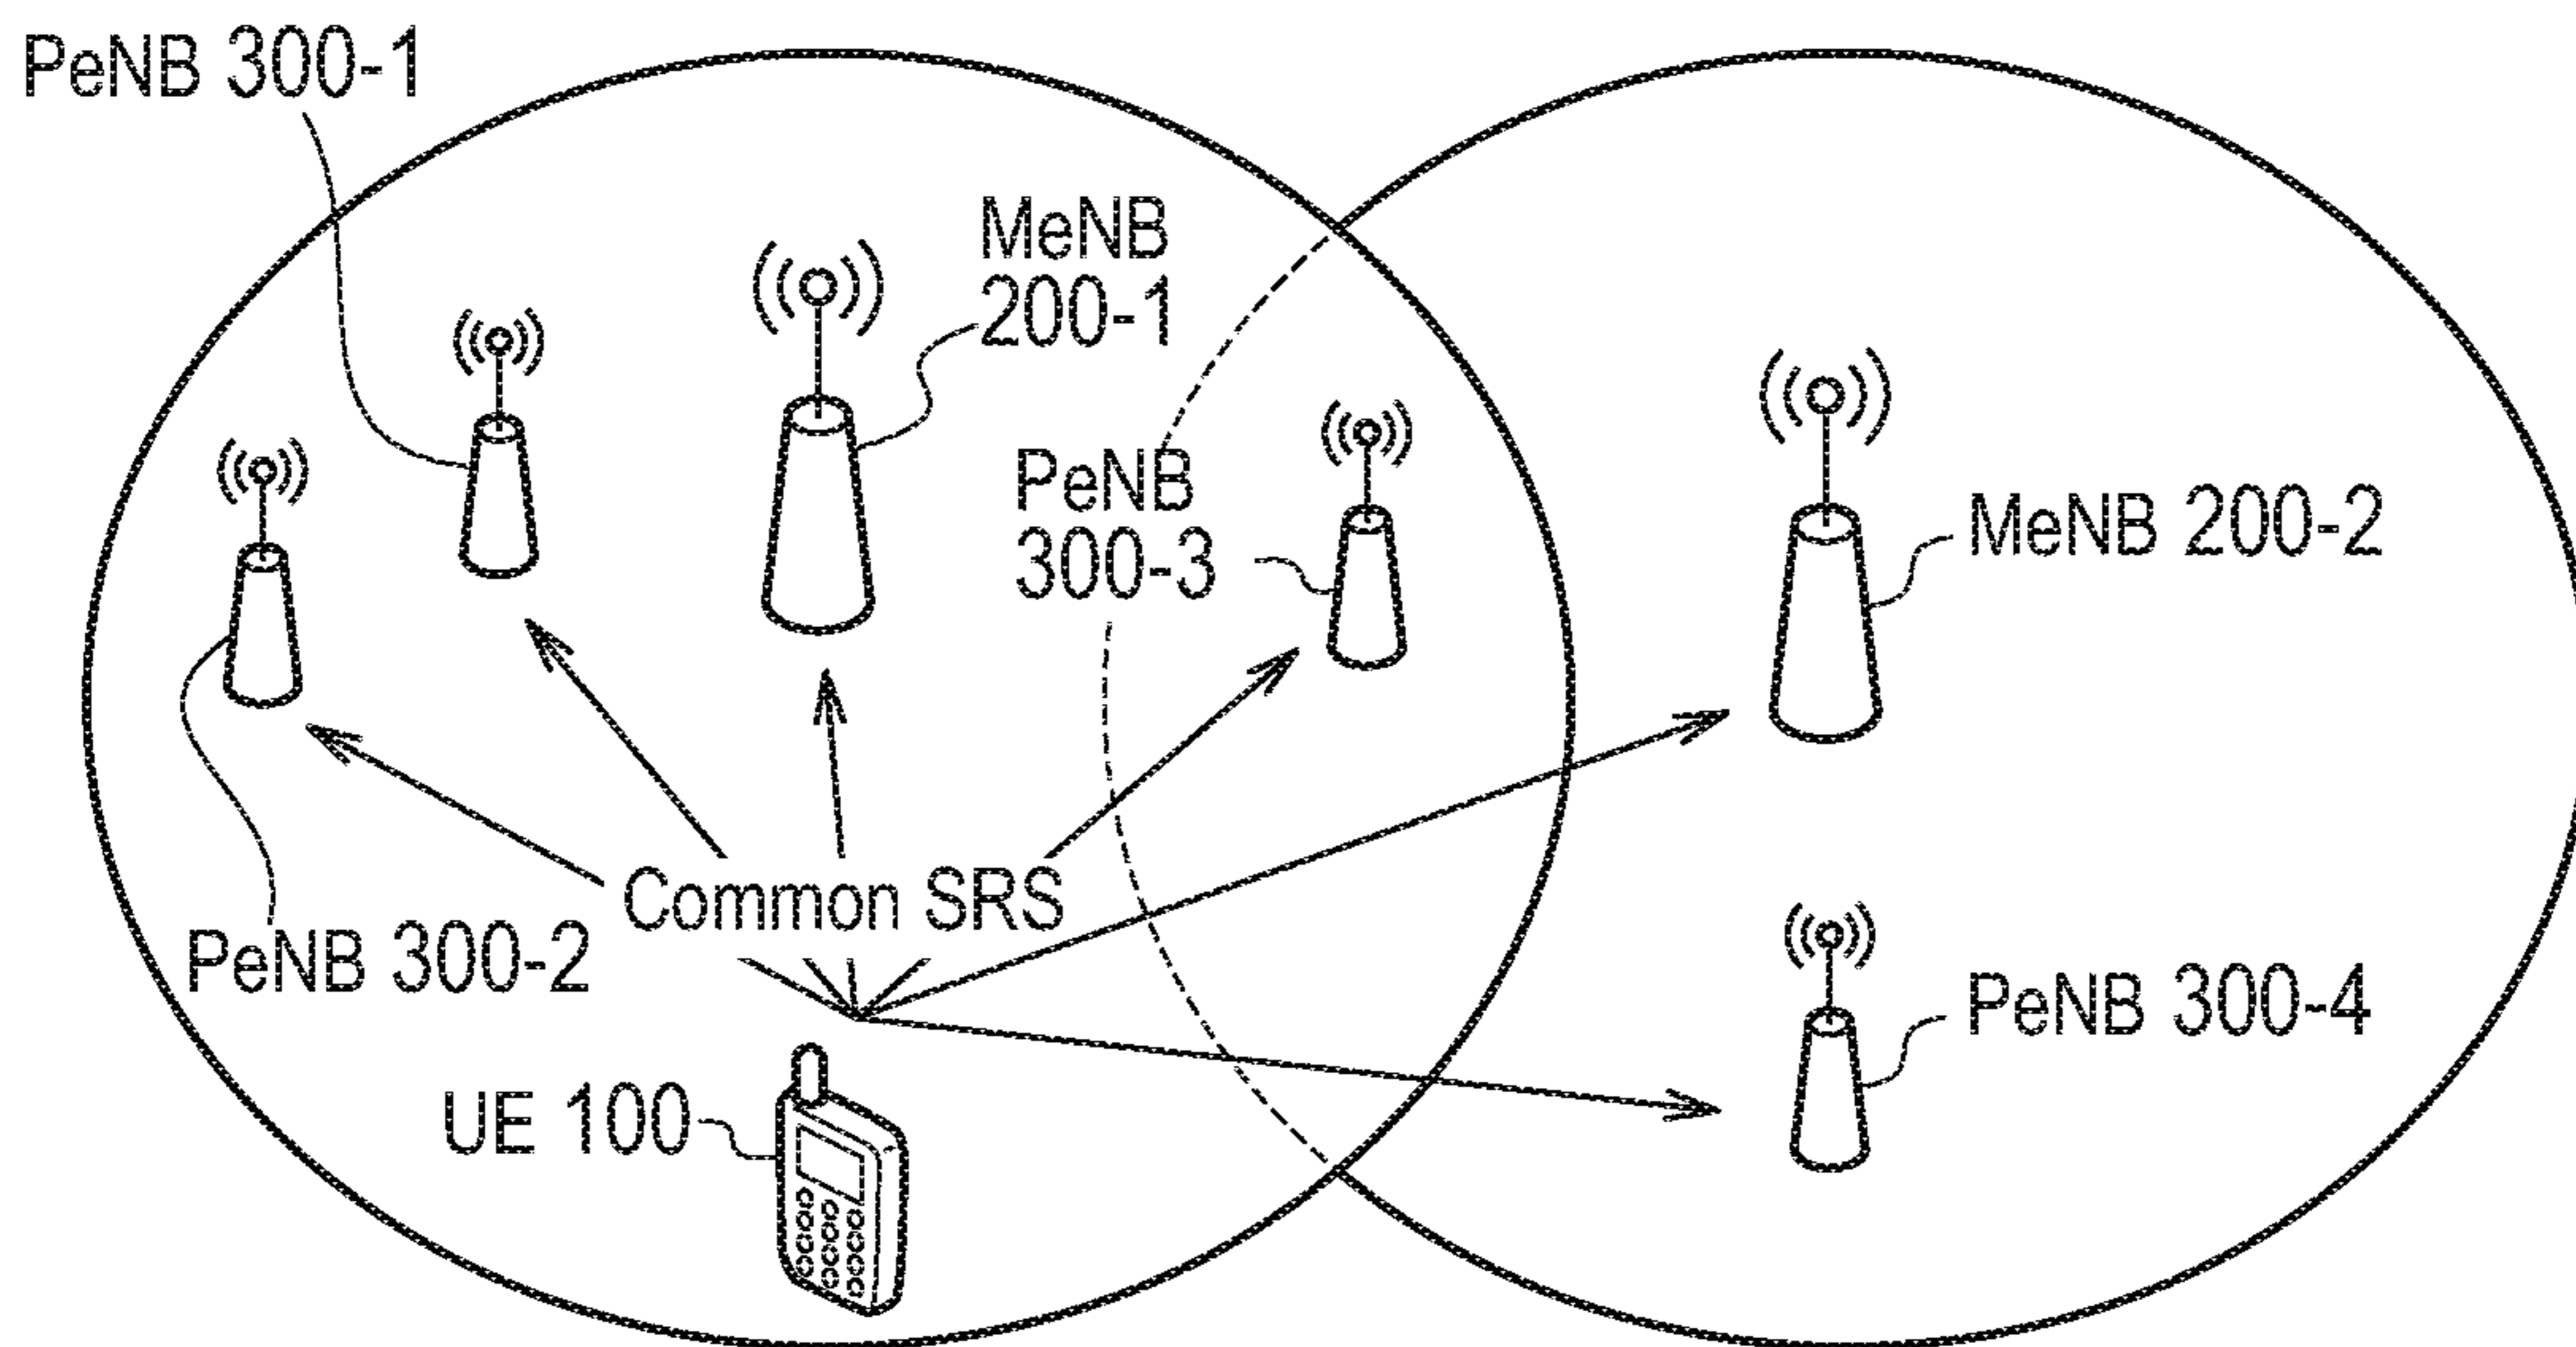 PeNB 300-1
MeNB
200-1
PeNB
300-3
MeNB 200-2
Common SRS
PeNB 300-2
PeNB 300-4
UE 100